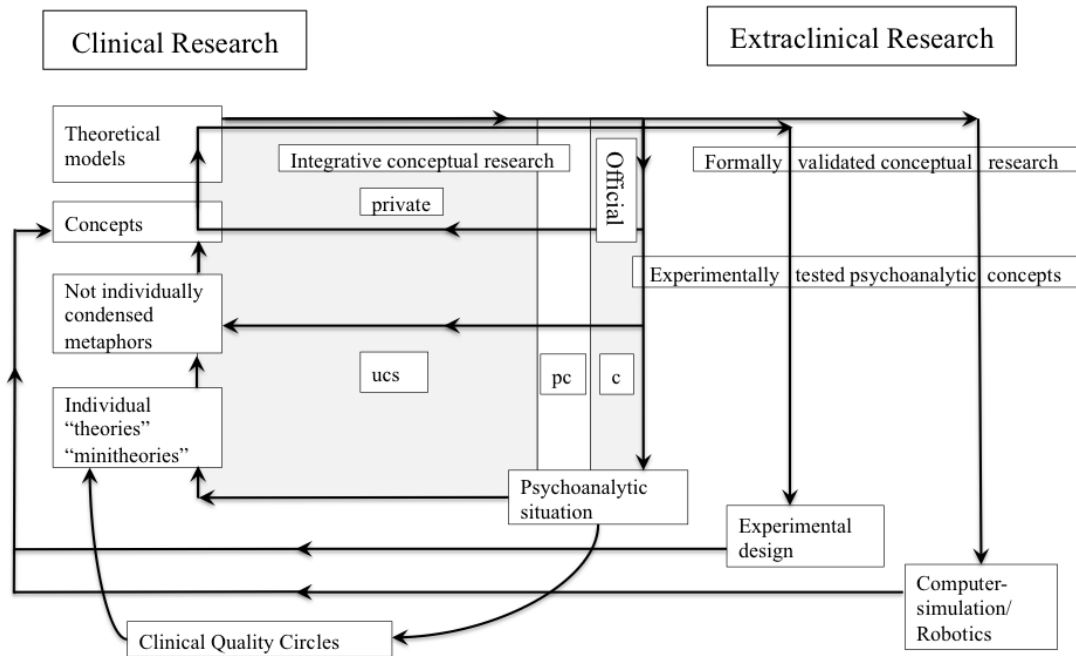 Clinical Research
Extraclinical Research
Theoretical
models
Integrative conceptual research
Official
Formally validated conceptual research
private
Concepts
Experimentally tested psychoanalytic concepts
Not individually
condensed
metaphors
ucs
pc
c
Individual
“theories”
“minitheories”
Psychoanalytic
situation
Experimental
design
Computer-
simulation/
Robotics
Clinical Quality Circles